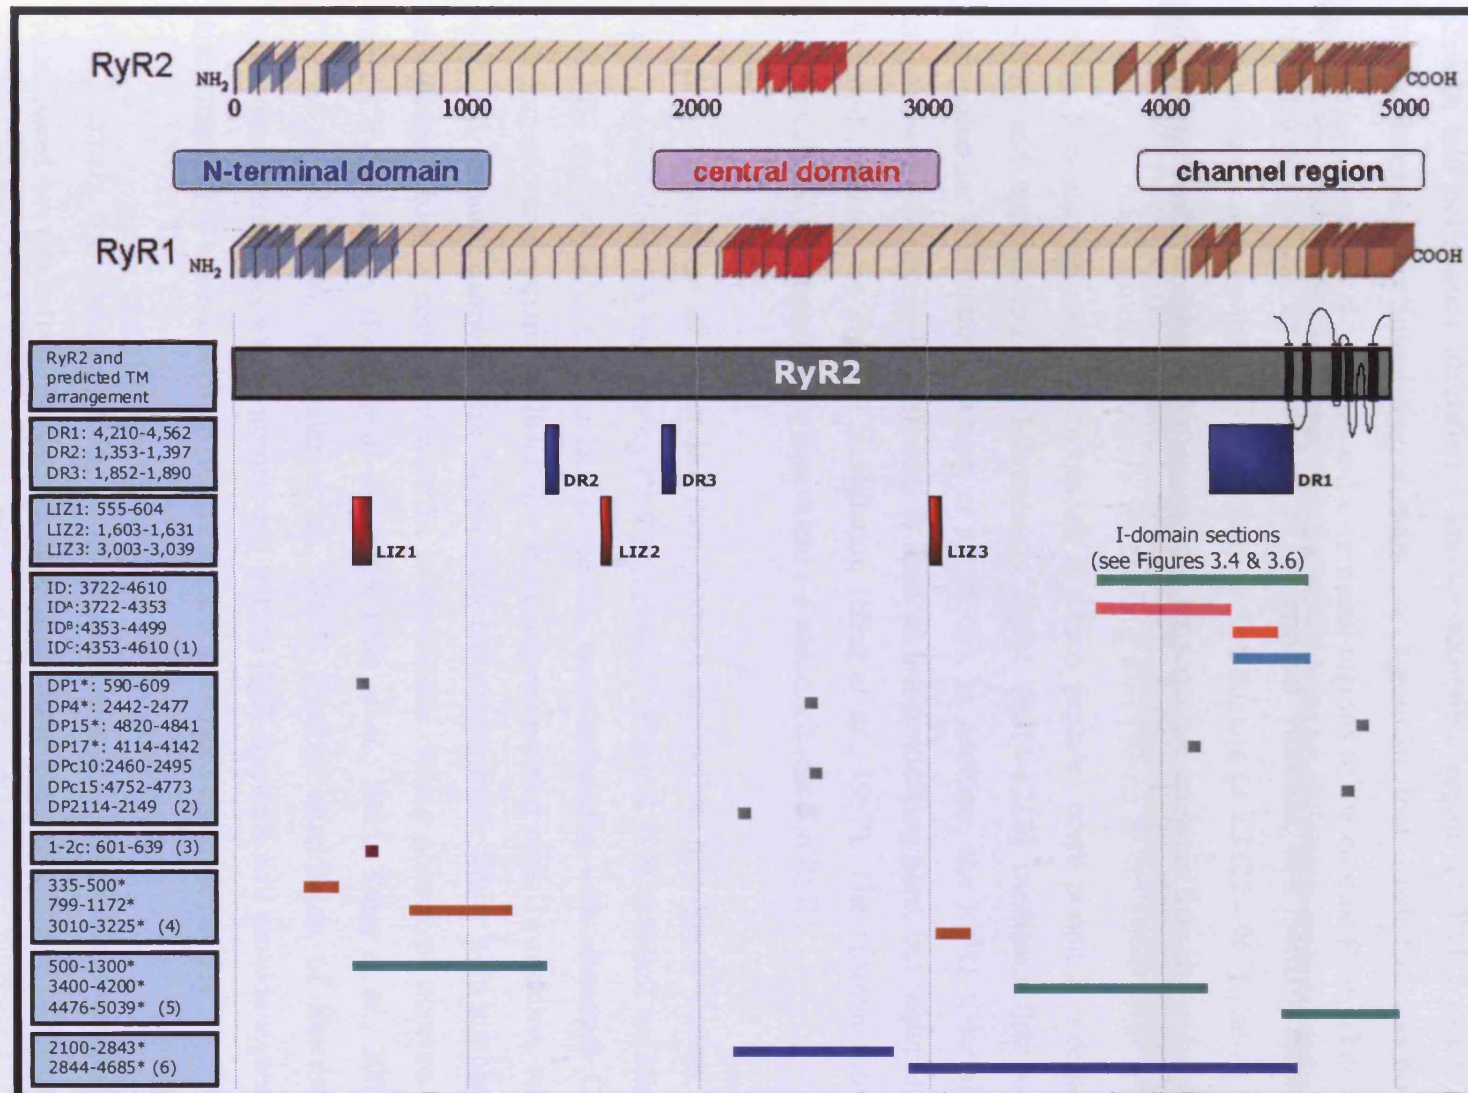 RyR2 NH2 COOH
0 1000 2000 3000 4000 5000
N-terminal domain central domain channel region
RyR1 NH2 COOH
RyR2 and
predicted TM
arrangement
RyR2
DR1: 4,210-4,562
DR2: 1,353-1,397
DR3: 1,852-1,890
DR2 DR3 DR1
LIZ1: 555-604
LIZ2: 1,603-1,631
LIZ3: 3,003-3,039
LIZ1 LIZ2 LIZ3
I-domain sections
(see Figures 3.4 & 3.6)
ID: 3722-4610
IDA:3722-4353
IDB:4353-4499
IDC:4353-4610 (1)
DP1*: 590-609
DP4*: 2442-2477
DP15*: 4820-4841
DP17*: 4114-4142
DPc10:2460-2495
DPc15:4752-4773
DP2114-2149 (2)
1-2c: 601-639 (3)
335-500*
799-1172*
3010-3225* (4)
500-1300*
3400-4200*
4476-5039* (5)
2100-2843*
2844-4685* (6)